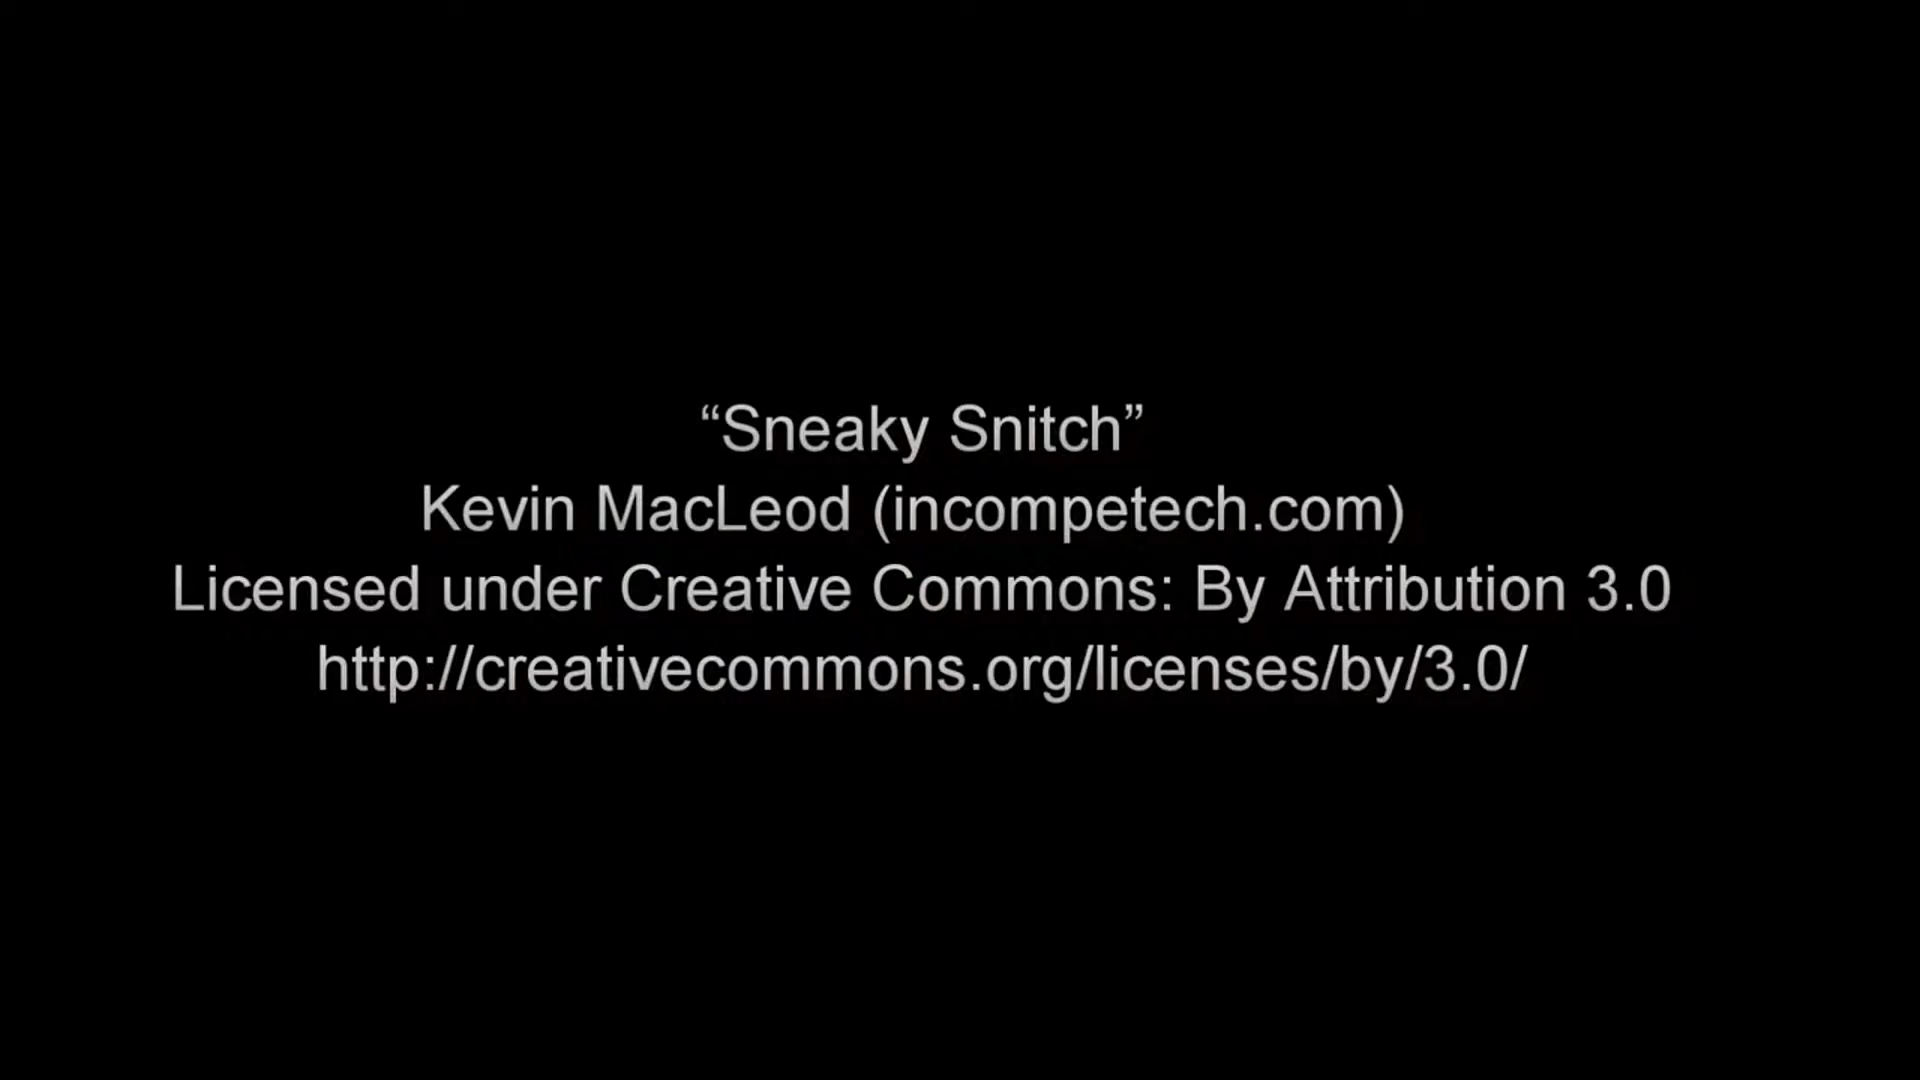 “Sneaky Snitch”
Kevin MacLeod (incompetech.com)
Licensed under Creative Commons: By Attribution 3.0
http://creativecommons.org/licenses/by/3.0/